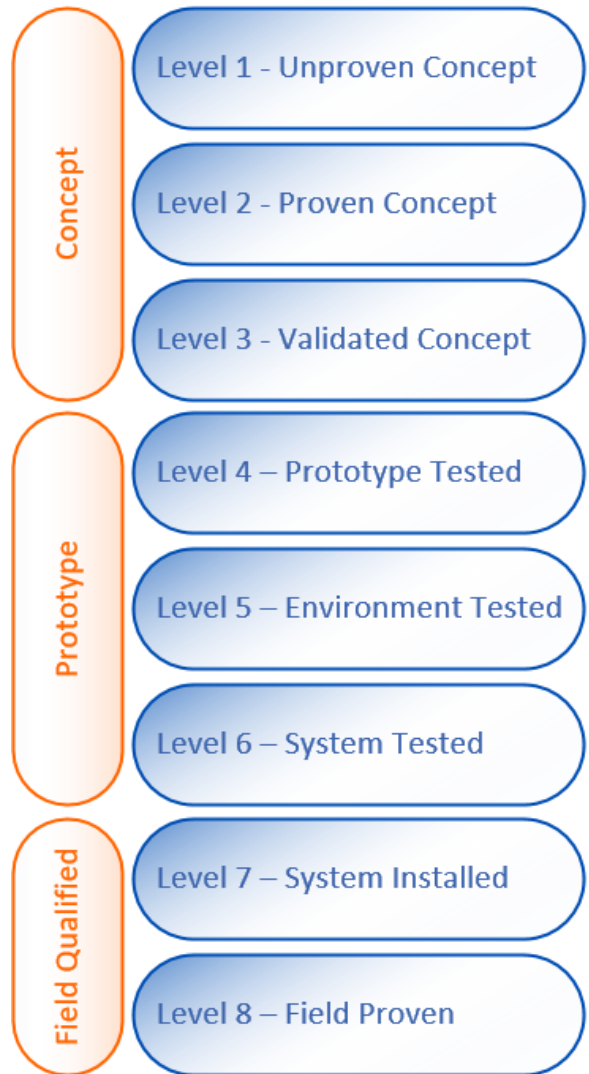 Concept
Level 1 - Unproven Concept
Level 2 - Proven Concept
Level 3 - Validated Concept
Prototype
Level 4 – Prototype Tested
Level 5 – Environment Tested
Level 6 – System Tested
Field Qualified
Level 7 – System Installed
Level 8 – Field Proven